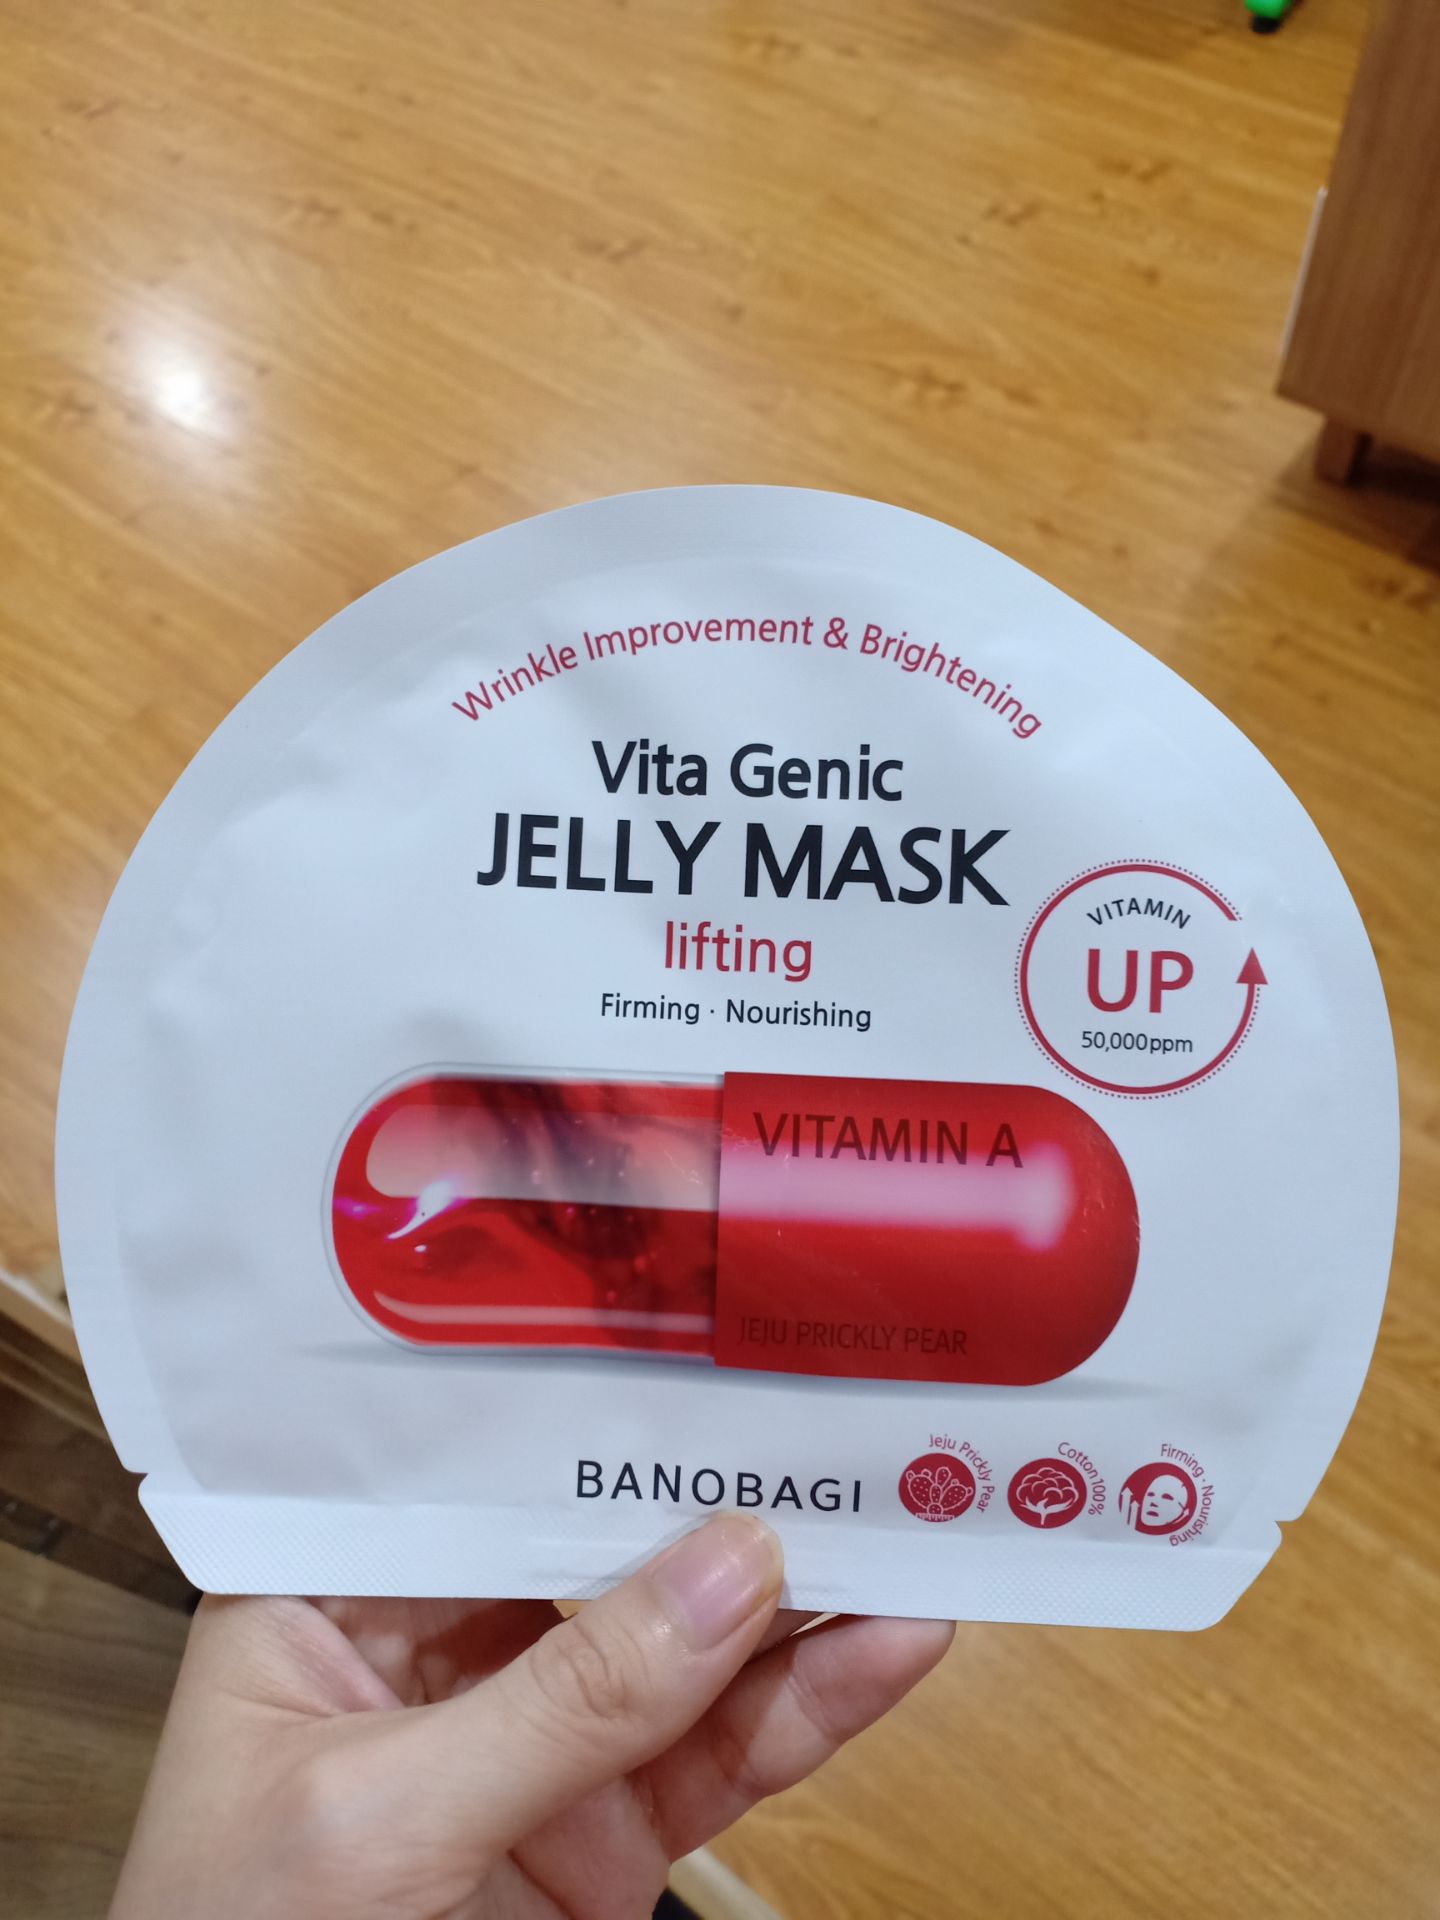 Wrinkle Improvement & Brightening
Vita Genic
JELLY MASK
lifting
Firming · Nourishing
VITAMIN
UP
50,000ppm
VITAMIN A
JEJU PRICKLY PEAR
BANOBAGI
Jeju Prickly Pear
Cotton 100%
Firming · Nourishing